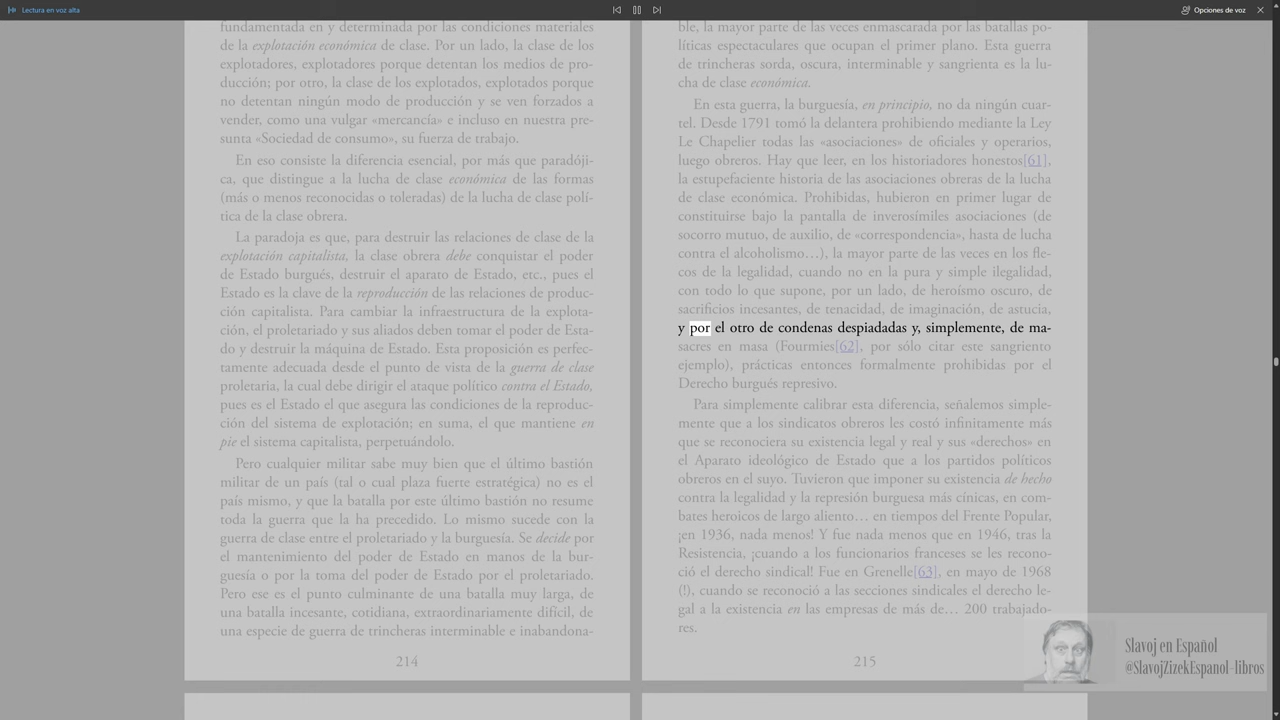 Lectura en voz alta
Opciones de voz
fundamentada en y determinada por las condiciones materiales
de la explotación económica de clase. Por un lado, la clase de los
explotadores, explotadores porque detentan los medios de pro-
ducción; por otro, la clase de los explotados, explotados porque
no detentan ningún modo de producción y se ven forzados a
vender, como una vulgar «mercancía» e incluso en nuestra pre-
sunta «Sociedad de consumo», su fuerza de trabajo.
En eso consiste la diferencia esencial, por más que paradóji-
ca, que distingue a la lucha de clase económica de las formas
(más o menos reconocidas o toleradas) de la lucha de clase polí-
tica de la clase obrera.
La paradoja es que, para destruir las relaciones de clase de la
explotación capitalista, la clase obrera debe conquistar el poder
de Estado burgués, destruir el aparato de Estado, etc., pues el
Estado es la clave de la reproducción de las relaciones de produc-
ción capitalista. Para cambiar la infraestructura de la explota-
ción, el proletariado y sus aliados deben tomar el poder de Esta-
do y destruir la máquina de Estado. Esta proposición es perfec-
tamente adecuada desde el punto de vista de la guerra de clase
proletaria, la cual debe dirigir el ataque político contra el Estado,
pues es el Estado el que asegura las condiciones de la reproduc-
ción del sistema de explotación; en suma, el que mantiene en
pie el sistema capitalista, perpetuándolo.
Pero cualquier militar sabe muy bien que el último bastión
militar de un país (tal o cual plaza fuerte estratégica) no es el
país mismo, y que la batalla por este último bastión no resume
toda la guerra que la ha precedido. Lo mismo sucede con la
guerra de clase entre el proletariado y la burguesía. Se decide por
el mantenimiento del poder de Estado en manos de la bur-
guesía o por la toma del poder de Estado por el proletariado.
Pero ese es el punto culminante de una batalla muy larga, de
una batalla incesante, cotidiana, extraordinariamente difícil, de
una especie de guerra de trincheras interminable e inabandona-
214
ble, la mayor parte de las veces enmascarada por las batallas po-
líticas espectaculares que ocupan el primer plano. Esta guerra
de trincheras sorda, oscura, interminable y sangrienta es la lu-
cha de clase económica.
En esta guerra, la burguesía, en principio, no da ningún cuar-
tel. Desde 1791 tomó la delantera prohibiendo mediante la Ley
Le Chapelier todas las «asociaciones» de oficiales y operarios,
luego obreros. Hay que leer, en los historiadores honestos[61],
la estupefaciente historia de las asociaciones obreras de la lucha
de clase económica. Prohibidas, hubieron en primer lugar de
constituirse bajo la pantalla de inverosímiles asociaciones (de
socorro mutuo, de auxilio, de «correspondencia», hasta de lucha
contra el alcoholismo…), la mayor parte de las veces en los fle-
cos de la legalidad, cuando no en la pura y simple ilegalidad,
con todo lo que supone, por un lado, de heroísmo oscuro, de
sacrificios incesantes, de tenacidad, de imaginación, de astucia,
y por el otro de condenas despiadadas y, simplemente, de ma-
sacres en masa (Fourmies[62], por sólo citar este sangriento
ejemplo), prácticas entonces formalmente prohibidas por el
Derecho burgués represivo.
Para simplemente calibrar esta diferencia, señalemos simple-
mente que a los sindicatos obreros les costó infinitamente más
que se reconociera su existencia legal y real y sus «derechos» en
el Aparato ideológico de Estado que a los partidos políticos
obreros en el suyo. Tuvieron que imponer su existencia de hecho
contra la legalidad y la represión burguesa más cínicas, en com-
bates heroicos de largo aliento… en tiempos del Frente Popular,
¡en 1936, nada menos! Y fue nada menos que en 1946, tras la
Resistencia, ¡cuando a los funcionarios franceses se les recono-
ció el derecho sindical! Fue en Grenelle[63], en mayo de 1968
(!), cuando se reconoció a las secciones sindicales el derecho le-
gal a la existencia en las empresas de más de… 200 trabajado-
res.
215
Slavoj en Español
@SlavojZizekEspanol-libros